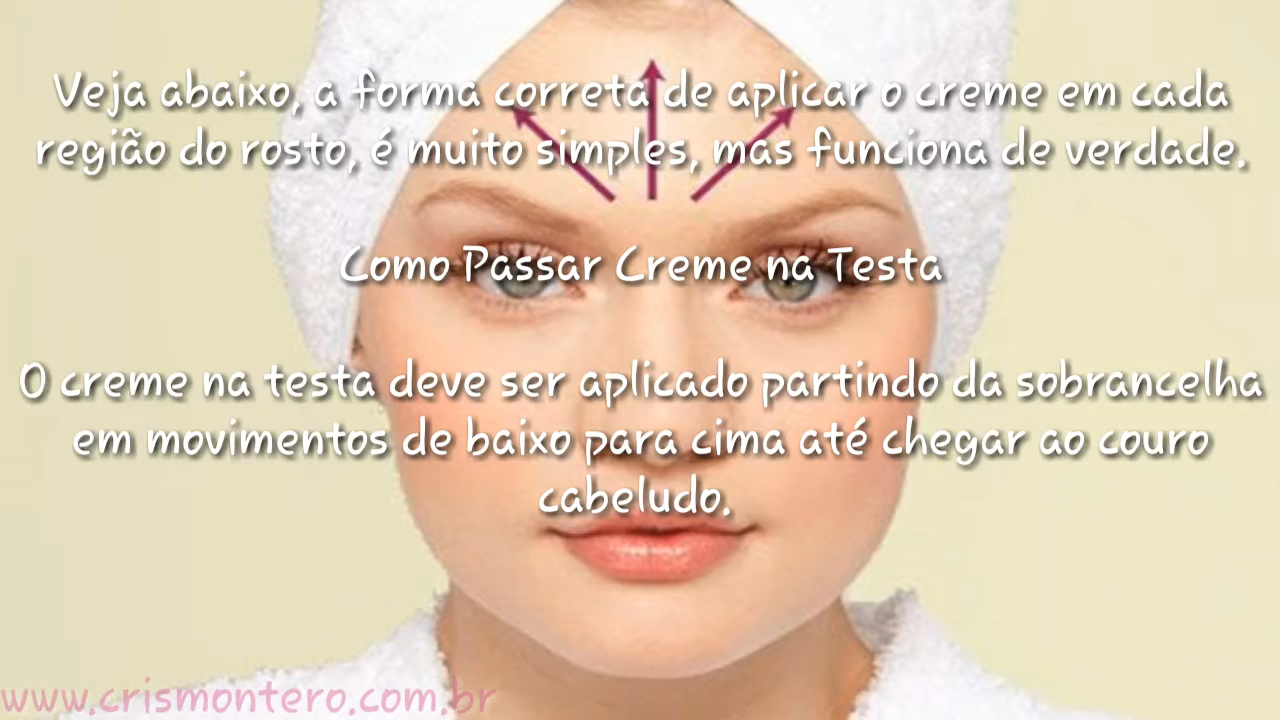 Veja abaixo, a forma correta de aplicar o creme em cada
região do rosto, é muito simples, mas funciona de verdade.
Como Passar Creme na Testa
O creme na testa deve ser aplicado partindo da sobrancelha
em movimentos de baixo para cima até chegar ao couro
cabeludo.
www.crismontero.com.br